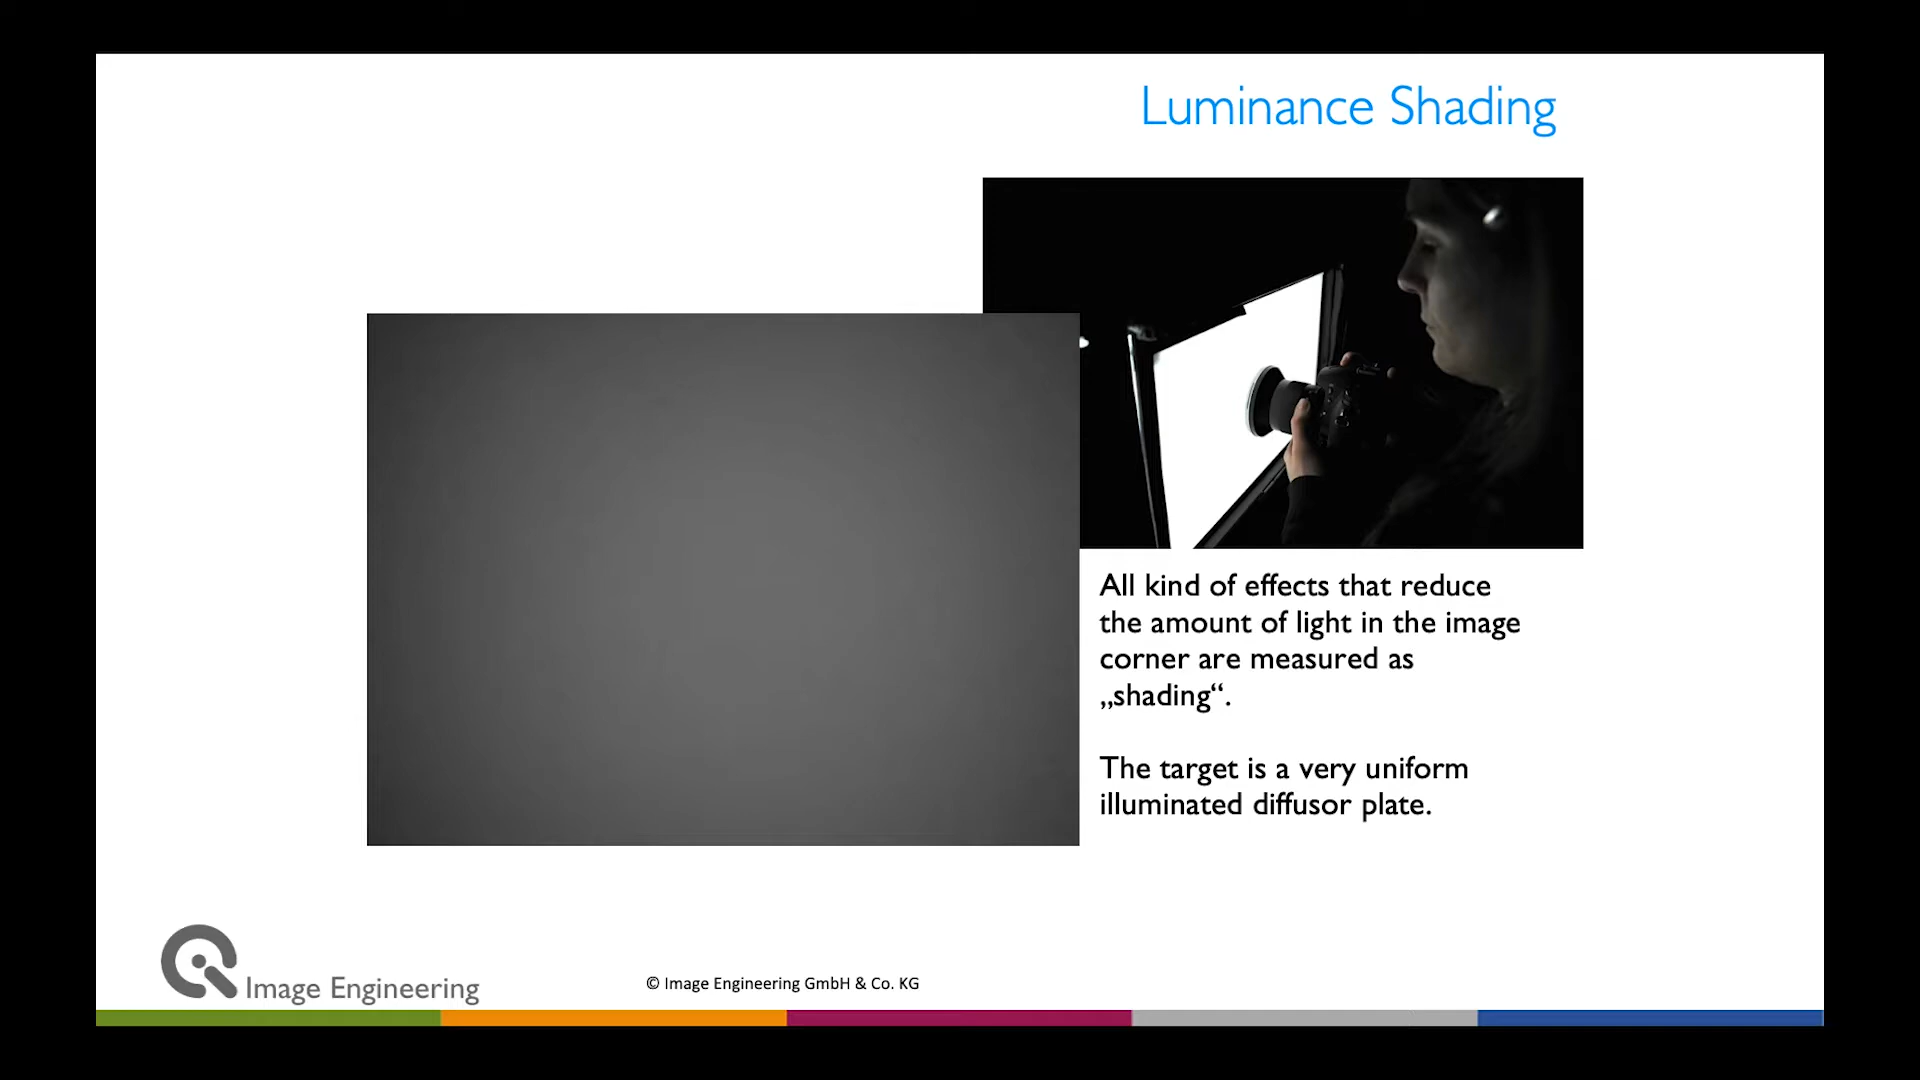 Luminance Shading
All kind of effects that reduce
the amount of light in the image
corner are measured as
„shading“.
The target is a very uniform
illuminated diffusor plate.
Image Engineering
© Image Engineering GmbH & Co. KG